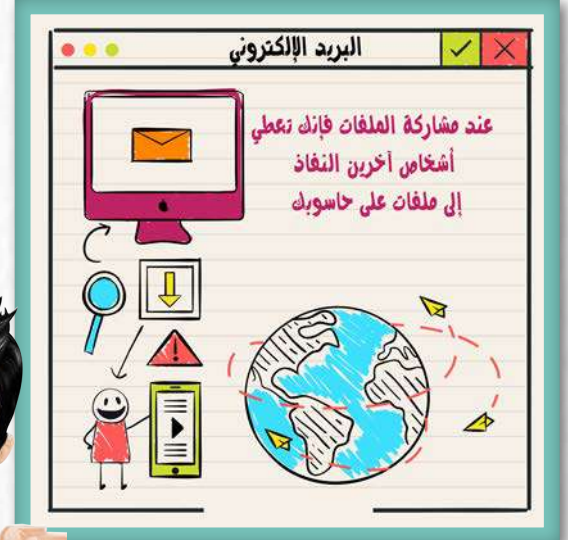 البريد الإلكتروني
عند مشاركة الملفات فإنك تعطي
أشخاص آخرين النفاذ
إلى ملفات على حاسوبك